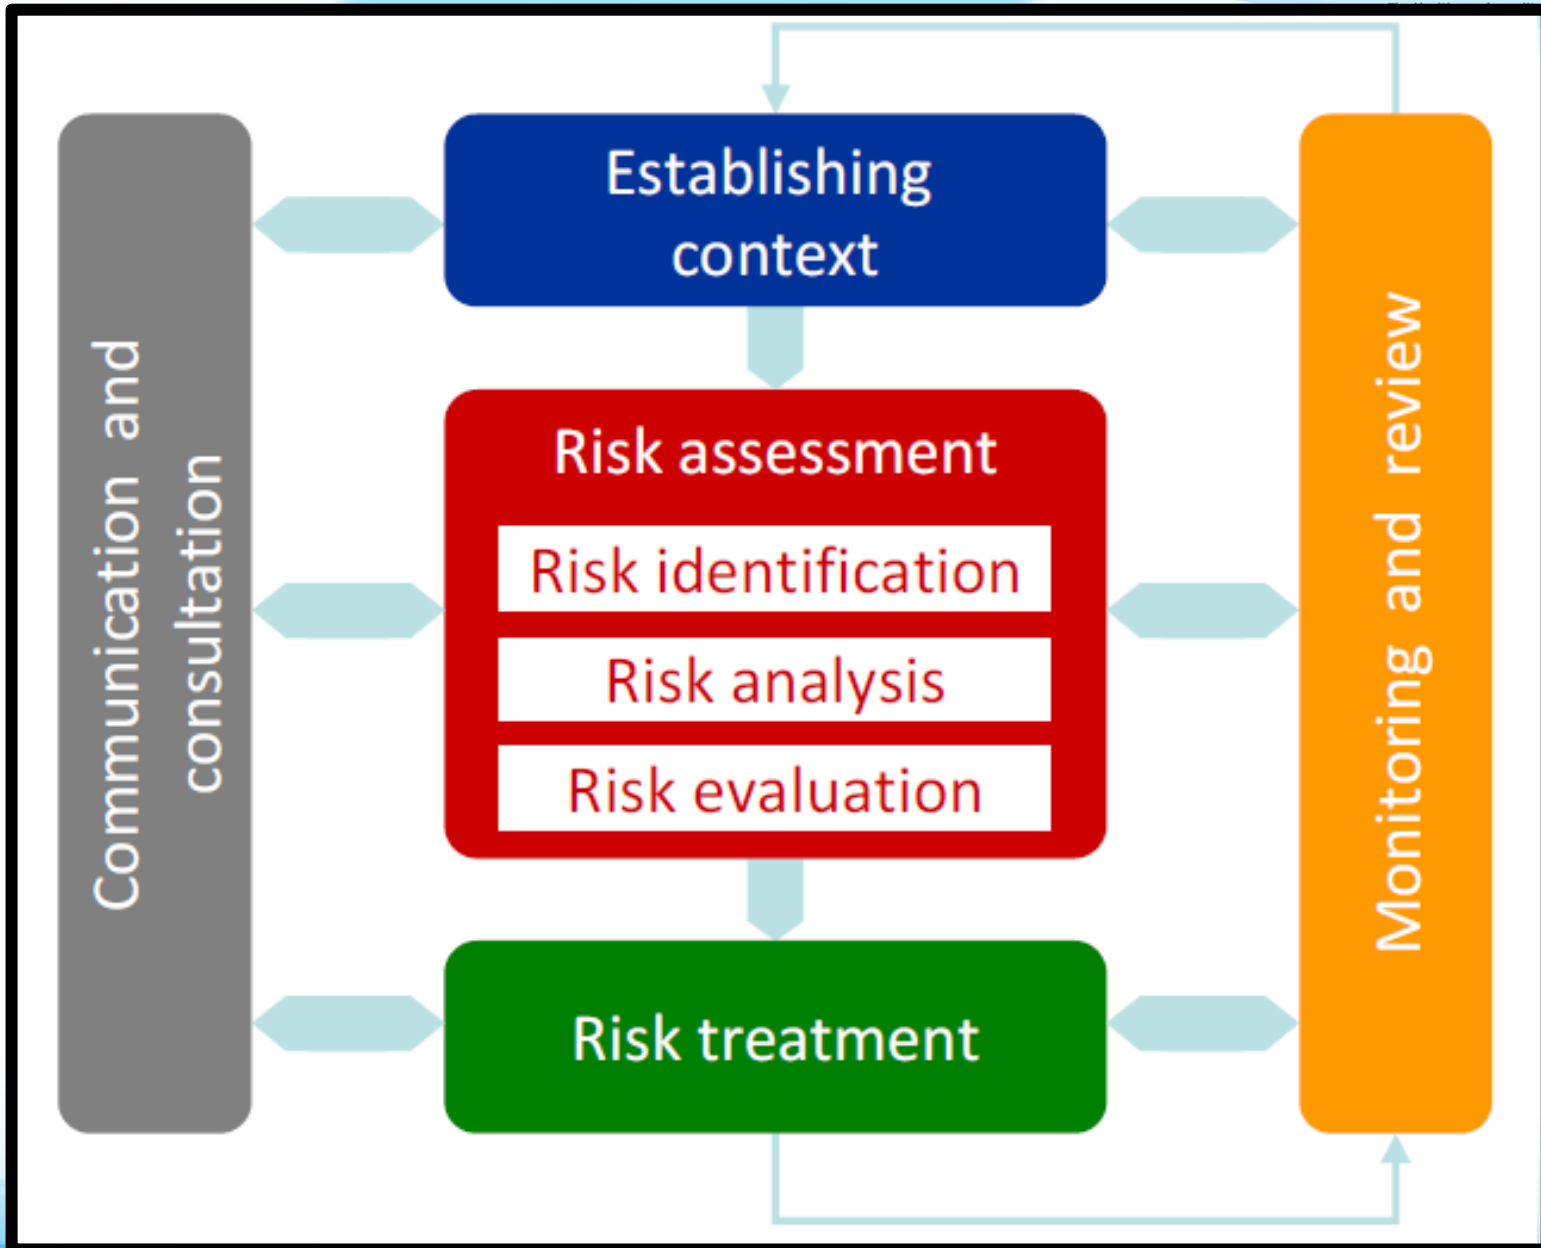 Communication and
consultation
Establishing
context
Risk assessment
Risk identification
Risk analysis
Risk evaluation
Risk treatment
Monitoring and review